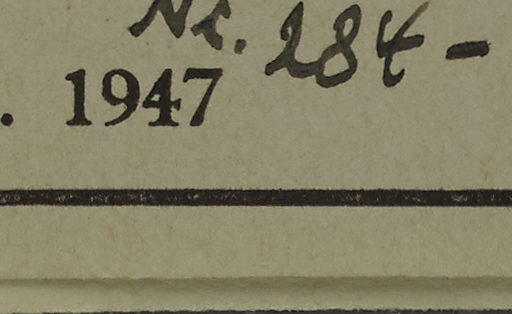 Nr. 284-
. 1947